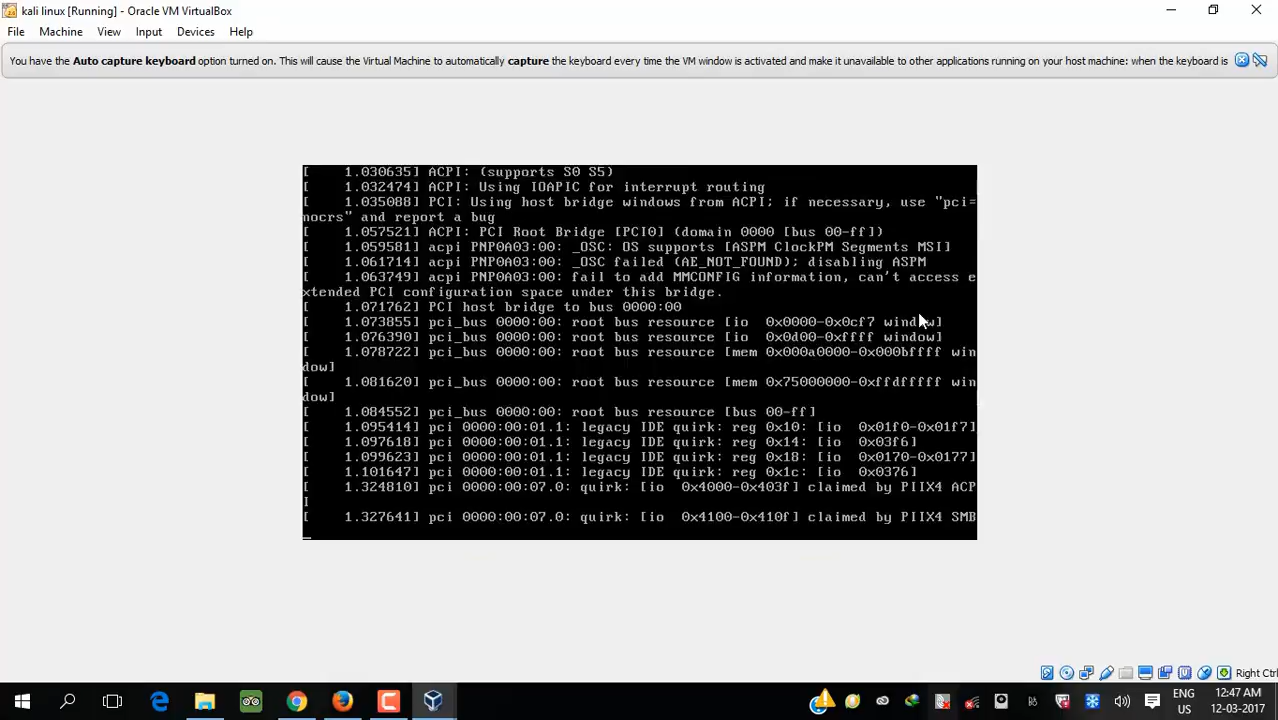 kali linux [Running] - Oracle VM VirtualBox
File Machine View Input Devices Help
You have the Auto capture keyboard option turned on. This will cause the Virtual Machine to automatically capture the keyboard every time the VM window is activated and make it unavailable to other applications running on your host machine: when the keyboard is
[ 1.030635] ACPI: (supports S0 S5)
[ 1.032474] ACPI: Using IOAPIC for interrupt routing
[ 1.035088] PCI: Using host bridge windows from ACPI; if necessary, use "pci=
nocrs" and report a bug
[ 1.057521] ACPI: PCI Root Bridge [PCI0] (domain 0000 [bus 00-ff])
[ 1.059581] acpi PNP0A03:00: _OSC: OS supports [ASPM ClockPM Segments MSI]
[ 1.061714] acpi PNP0A03:00: _OSC failed (AE_NOT_FOUND); disabling ASPM
[ 1.063749] acpi PNP0A03:00: fail to add MMCONFIG information, can't access e
xtended PCI configuration space under this bridge.
[ 1.071762] PCI host bridge to bus 0000:00
[ 1.073855] pci_bus 0000:00: root bus resource [io 0x0000-0x0cf7 window]
[ 1.076390] pci_bus 0000:00: root bus resource [io 0x0d00-0xffff window]
[ 1.078722] pci_bus 0000:00: root bus resource [mem 0x000a0000-0x000bffff win
dow]
[ 1.081620] pci_bus 0000:00: root bus resource [mem 0x75000000-0xffdfffff win
dow]
[ 1.084552] pci_bus 0000:00: root bus resource [bus 00-ff]
[ 1.095414] pci 0000:00:01.1: legacy IDE quirk: reg 0x10: [io 0x01f0-0x01f7]
[ 1.097618] pci 0000:00:01.1: legacy IDE quirk: reg 0x14: [io 0x03f6]
[ 1.099623] pci 0000:00:01.1: legacy IDE quirk: reg 0x18: [io 0x0170-0x0177]
[ 1.101647] pci 0000:00:01.1: legacy IDE quirk: reg 0x1c: [io 0x0376]
[ 1.324810] pci 0000:00:07.0: quirk: [io 0x4000-0x403f] claimed by PIIX4 ACP
I
[ 1.327641] pci 0000:00:07.0: quirk: [io 0x4100-0x410f] claimed by PIIX4 SMB
Right Ctrl
ENG
US
12:47 AM
12-03-2017